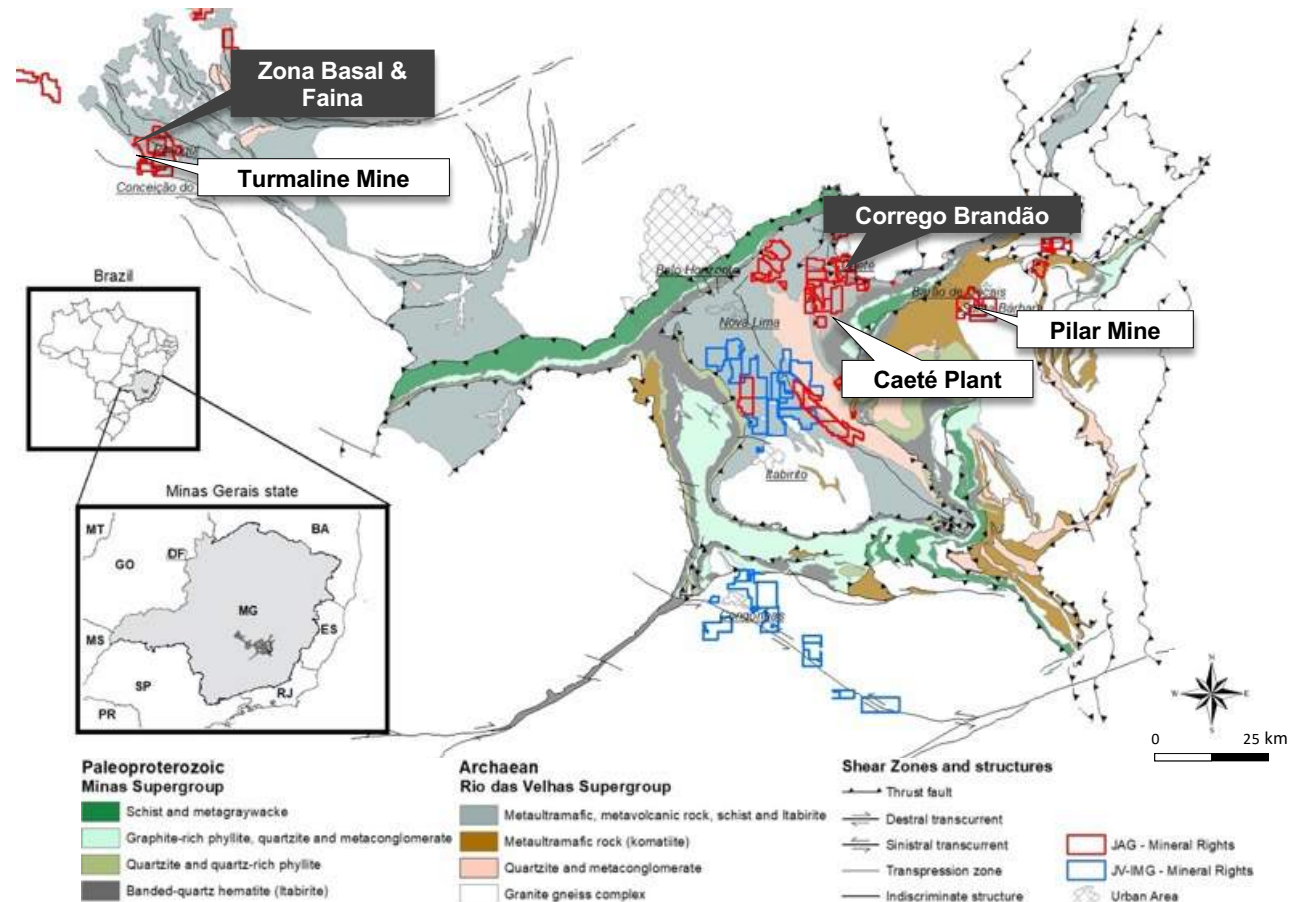 Zona Basal &
Faina
Turmaline Mine
Conceição do
Corrego Brandão
Belo Horizonte
Nova Lima
Pilar Mine
Caeté Plant
Itabirito
Brazil
Minas Gerais state
MT
BA
DF
GO
MG
ES
MS
SP
RJ
PR
N
W
E
S
0 25 km
Paleoproterozoic
Minas Supergroup
Schist and metagraywacke
Graphite-rich phyllite, quartzite and metaconglomerate
Quartzite and quartz-rich phyllite
Banded-quartz hematite (Itabirite)
Archaean
Rio das Velhas Supergroup
Metaultramafic, metavolcanic rock, schist and Itabirite
Metaultramafic rock (komatiite)
Quartzite and metaconglomerate
Granite gneiss complex
Shear Zones and structures
Thrust fault
Destral transcurrent
Sinistral transcurrent
Transpression zone
Indiscriminate structure
JAG - Mineral Rights
JV-IMG - Mineral Rights
Urban Area